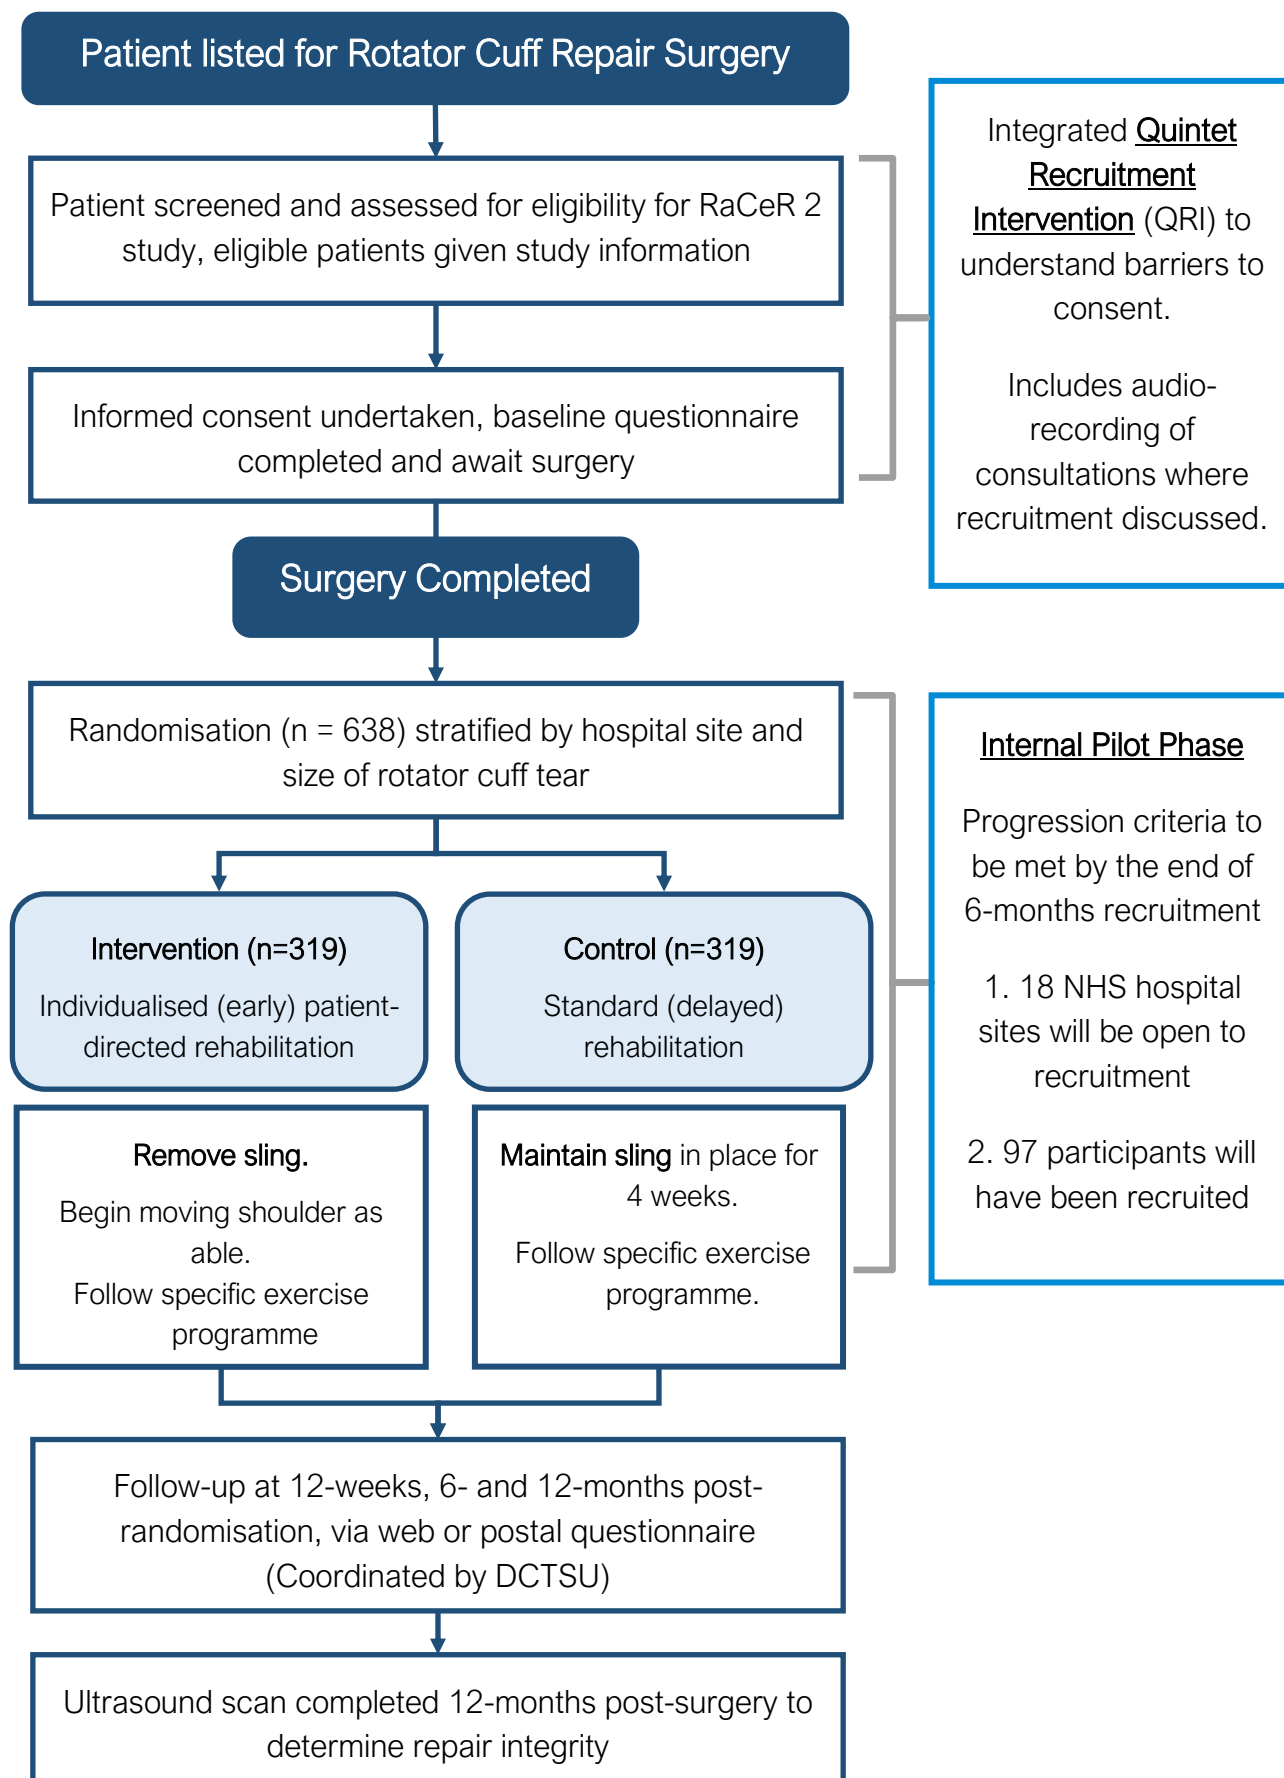 Patient listed for Rotator Cuff Repair Surgery
Patient screened and assessed for eligibility for RaCeR 2
study, eligible patients given study information
Informed consent undertaken, baseline questionnaire
completed and await surgery
Integrated Quintet
Recruitment
Intervention (QRI) to
understand barriers to
consent.
Includes audio-
recording of
consultations where
recruitment discussed.
Surgery Completed
Randomisation (n = 638) stratified by hospital site and
size of rotator cuff tear
Intervention (n=319)
Individualised (early) patient-
directed rehabilitation
Control (n=319)
Standard (delayed)
rehabilitation
Remove sling.
Begin moving shoulder as
able.
Follow specific exercise
programme
Maintain sling in place for
4 weeks.
Follow specific exercise
programme.
Internal Pilot Phase
Progression criteria to
be met by the end of
6-months recruitment
1. 18 NHS hospital
sites will be open to
recruitment
2. 97 participants will
have been recruited
Follow-up at 12-weeks, 6- and 12-months post-
randomisation, via web or postal questionnaire
(Coordinated by DCTSU)
Ultrasound scan completed 12-months post-surgery to
determine repair integrity